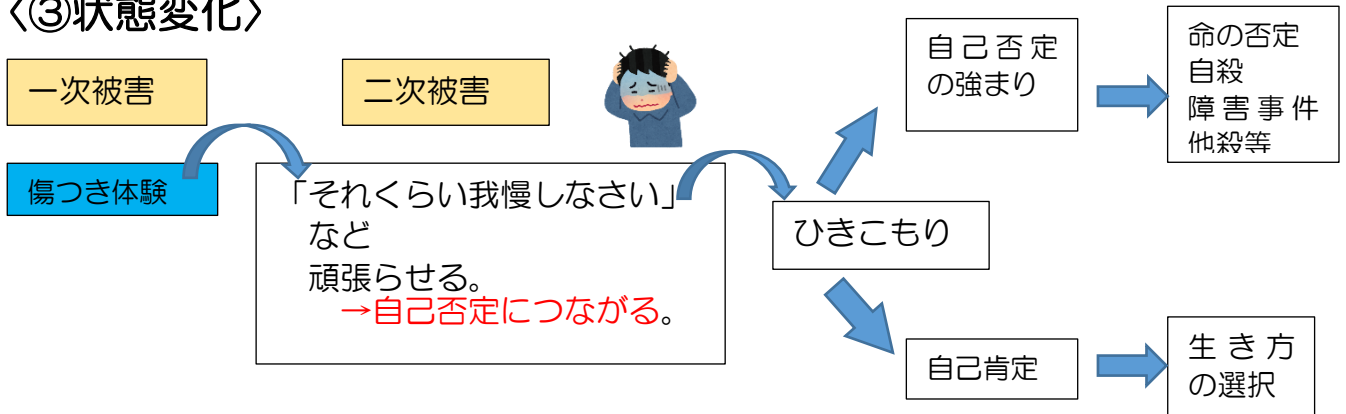 〈③状態変化〉
一次被害
二次被害
傷つき体験
「それくらい我慢しなさい」
など
頑張らせる。
→自己否定につながる。
ひきこもり
自己否定
の強まり
命の否定
自殺
障害事件
他殺等
自己肯定
生き方
の選択